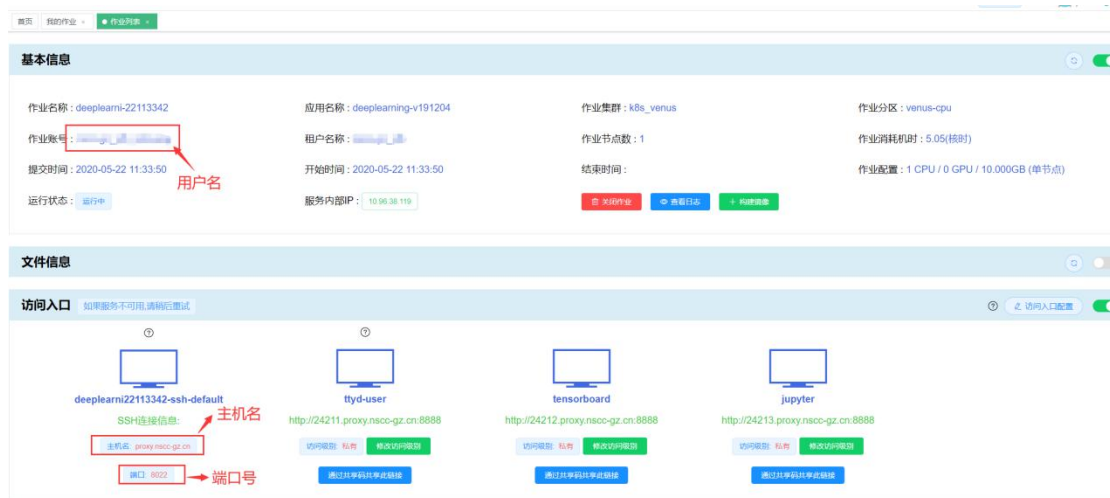 首页 我的作业 × ● 作业列表 ×
基本信息
作业名称 : deeplearni-22113342 应用名称 : deeplearning-v191204 作业集群 : k8s_venus 作业分区 : venus-cpu
作业账号 : 租户名称 : 作业节点数 : 1 作业消耗机时 : 5.05(核时)
用户名
提交时间 : 2020-05-22 11:33:50 开始时间 : 2020-05-22 11:33:50 结束时间 : 作业配置 : 1 CPU / 0 GPU / 10.000GB (单节点)
运行状态 : 运行中 服务内部IP : 10.96.38.119 关闭作业 查看日志 + 构建镜像
文件信息
访问入口 如果服务不可用,请稍后重试 访问入口配置
deeplearni22113342-ssh-default ttyd-user tensorboard jupyter
SSH连接信息: 主机名 http://24211.proxy.nscc-gz.cn:8888 http://24212.proxy.nscc-gz.cn:8888 http://24213.proxy.nscc-gz.cn:8888
主机名: proxy.nscc-gz.cn 访问级别: 私有 修改访问级别 访问级别: 私有 修改访问级别 访问级别: 私有 修改访问级别
端口: 6022 端口号 通过共享码共享此链接 通过共享码共享此链接 通过共享码共享此链接